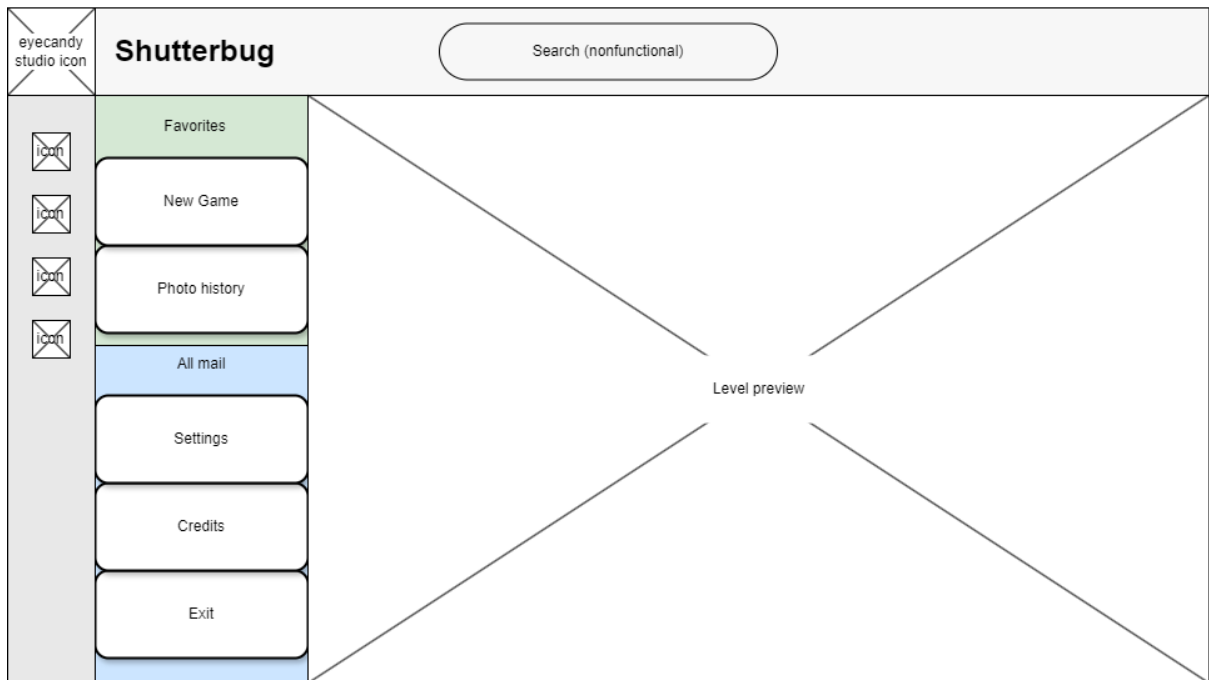 eyecandy
studio icon
Shutterbug
Search (nonfunctional)
icon
icon
icon
icon
Favorites
New Game
Photo history
All mail
Settings
Credits
Exit
Level preview